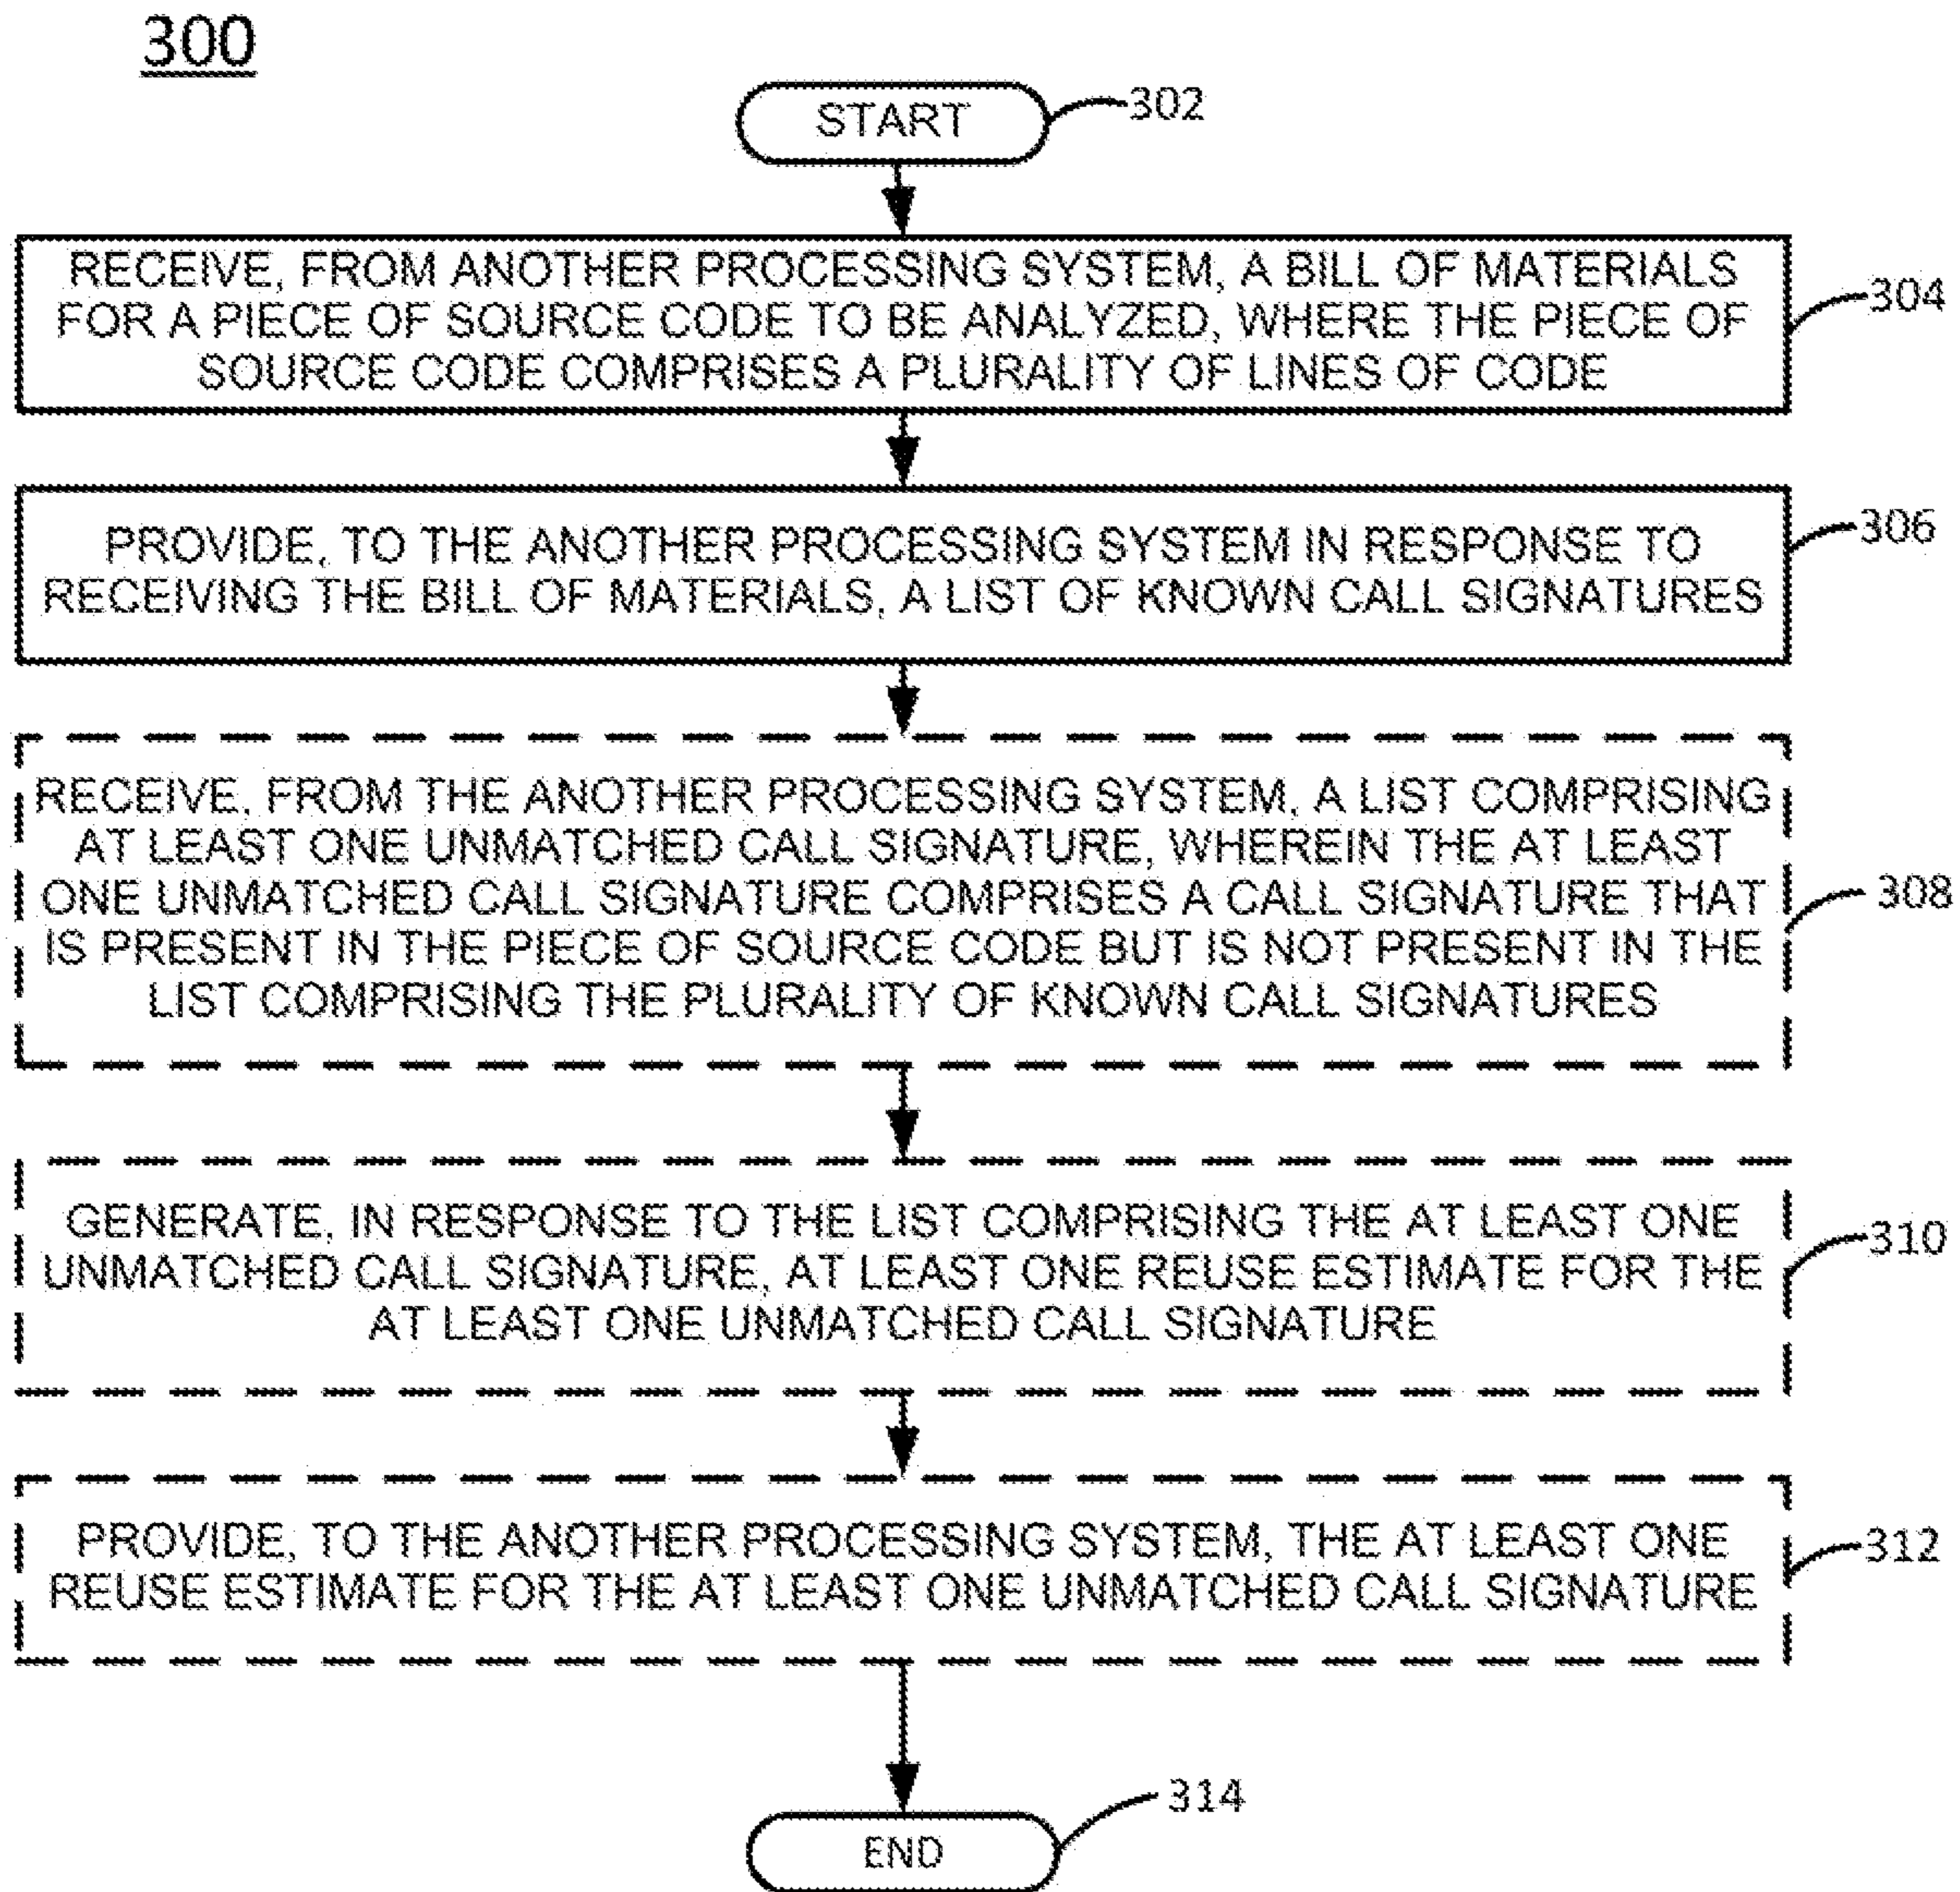 300
START
302
RECEIVE, FROM ANOTHER PROCESSING SYSTEM, A BILL OF MATERIALS
FOR A PIECE OF SOURCE CODE TO BE ANALYZED, WHERE THE PIECE OF
SOURCE CODE COMPRISES A PLURALITY OF LINES OF CODE
304
PROVIDE, TO THE ANOTHER PROCESSING SYSTEM IN RESPONSE TO
RECEIVING THE BILL OF MATERIALS, A LIST OF KNOWN CALL SIGNATURES
306
RECEIVE, FROM THE ANOTHER PROCESSING SYSTEM, A LIST COMPRISING
AT LEAST ONE UNMATCHED CALL SIGNATURE, WHEREIN THE AT LEAST
ONE UNMATCHED CALL SIGNATURE COMPRISES A CALL SIGNATURE THAT
IS PRESENT IN THE PIECE OF SOURCE CODE BUT IS NOT PRESENT IN THE
LIST COMPRISING THE PLURALITY OF KNOWN CALL SIGNATURES
308
GENERATE, IN RESPONSE TO THE LIST COMPRISING THE AT LEAST ONE
UNMATCHED CALL SIGNATURE, AT LEAST ONE REUSE ESTIMATE FOR THE
AT LEAST ONE UNMATCHED CALL SIGNATURE
310
PROVIDE, TO THE ANOTHER PROCESSING SYSTEM, THE AT LEAST ONE
REUSE ESTIMATE FOR THE AT LEAST ONE UNMATCHED CALL SIGNATURE
312
314
END